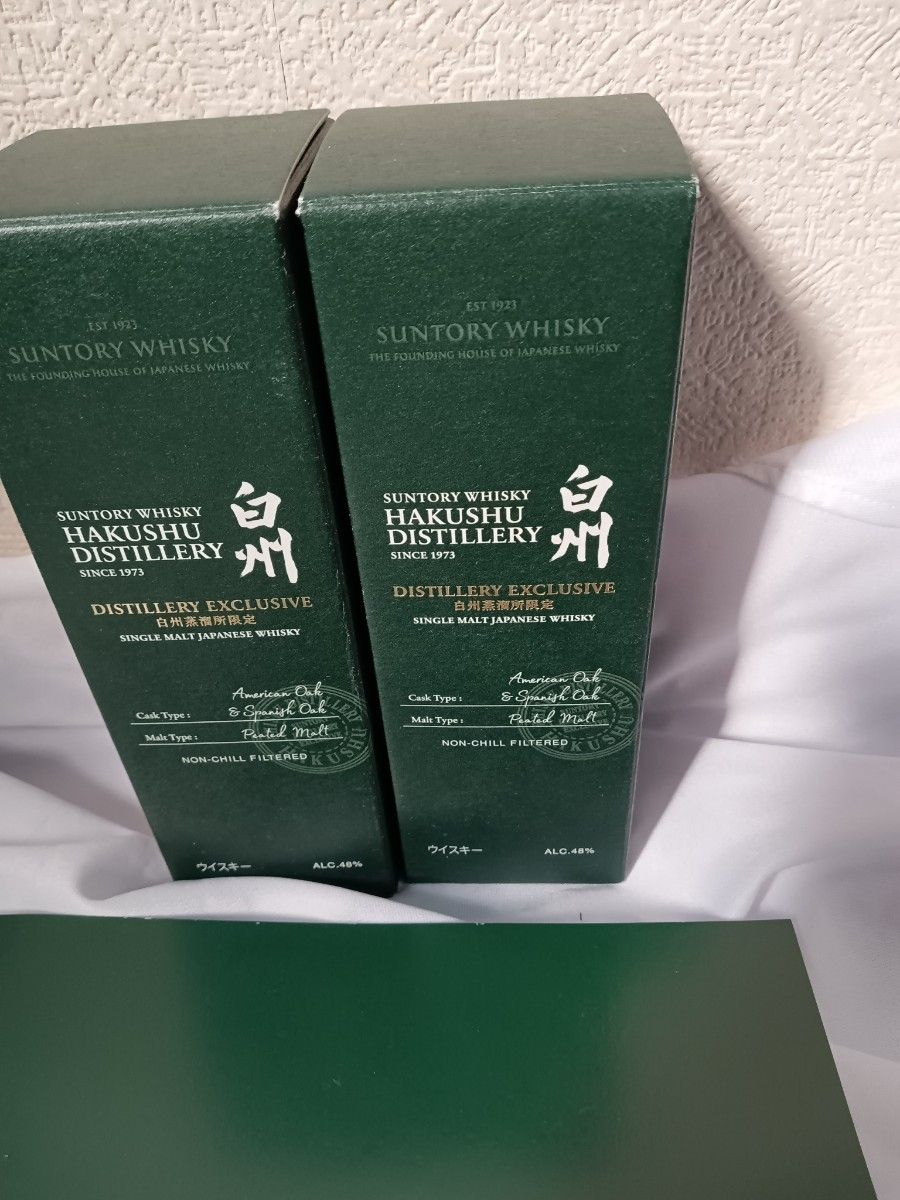 EST 1923
SUNTORY WHISKY
THE FOUNDING HOUSE OF JAPANESE WHISKY
SUNTORY WHISKY
HAKUSHU
DISTILLERY
SINCE 1973
白州
DISTILLERY EXCLUSIVE
白州蒸溜所限定
SINGLE MALT JAPANESE WHISKY
American Oak
Cask Type : & Spanish Oak
Malt Type : Peated Malt
NON-CHILL FILTERED
ウイスキー
ALC.48%
EST 1923
SUNTORY WHISKY
THE FOUNDING HOUSE OF JAPANESE WHISKY
SUNTORY WHISKY
HAKUSHU
DISTILLERY
SINCE 1973
白州
DISTILLERY EXCLUSIVE
白州蒸溜所限定
SINGLE MALT JAPANESE WHISKY
American Oak
Cask Type : & Spanish Oak
Malt Type : Peated Malt
NON-CHILL FILTERED
ウイスキー
ALC.48%